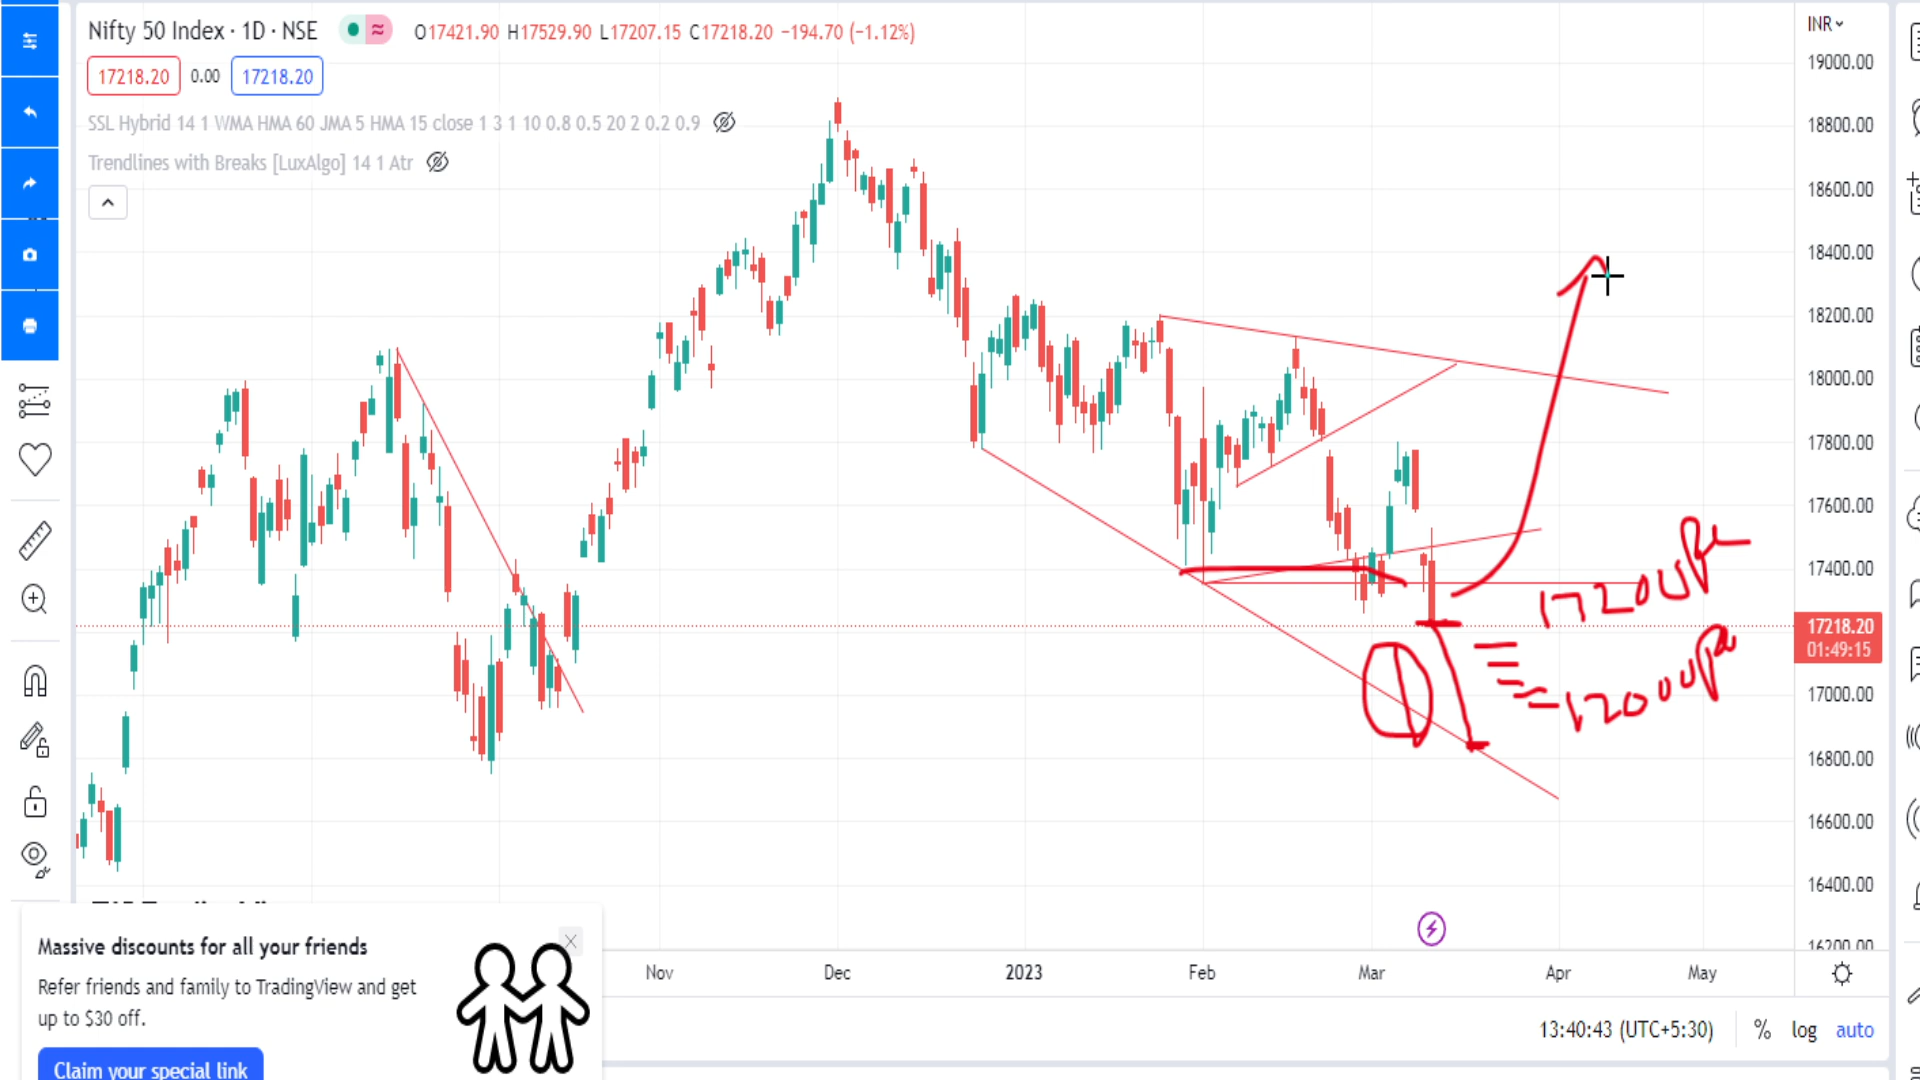 Nifty 50 Index · 1D · NSE
O17421.90 H17529.90 L17207.15 C17218.20 −194.70 (−1.12%)
INR
17218.20 0.00 17218.20
SSL Hybrid 14 1 WMA HMA 60 JMA 5 HMA 15 close 1 3 1 10 0.8 0.5 20 2 0.2 0.9
Trendlines with Breaks [LuxAlgo] 14 1 Atr
19000.00
18800.00
18600.00
18400.00
18200.00
18000.00
17800.00
17600.00
17400.00
17218.20
01:49:15
17000.00
16800.00
16600.00
16400.00
16200.00
Massive discounts for all your friends
Refer friends and family to TradingView and get
up to $30 off.
Claim your special link
Nov Dec 2023 Feb Mar Apr May
13:40:43 (UTC+5:30) % log auto